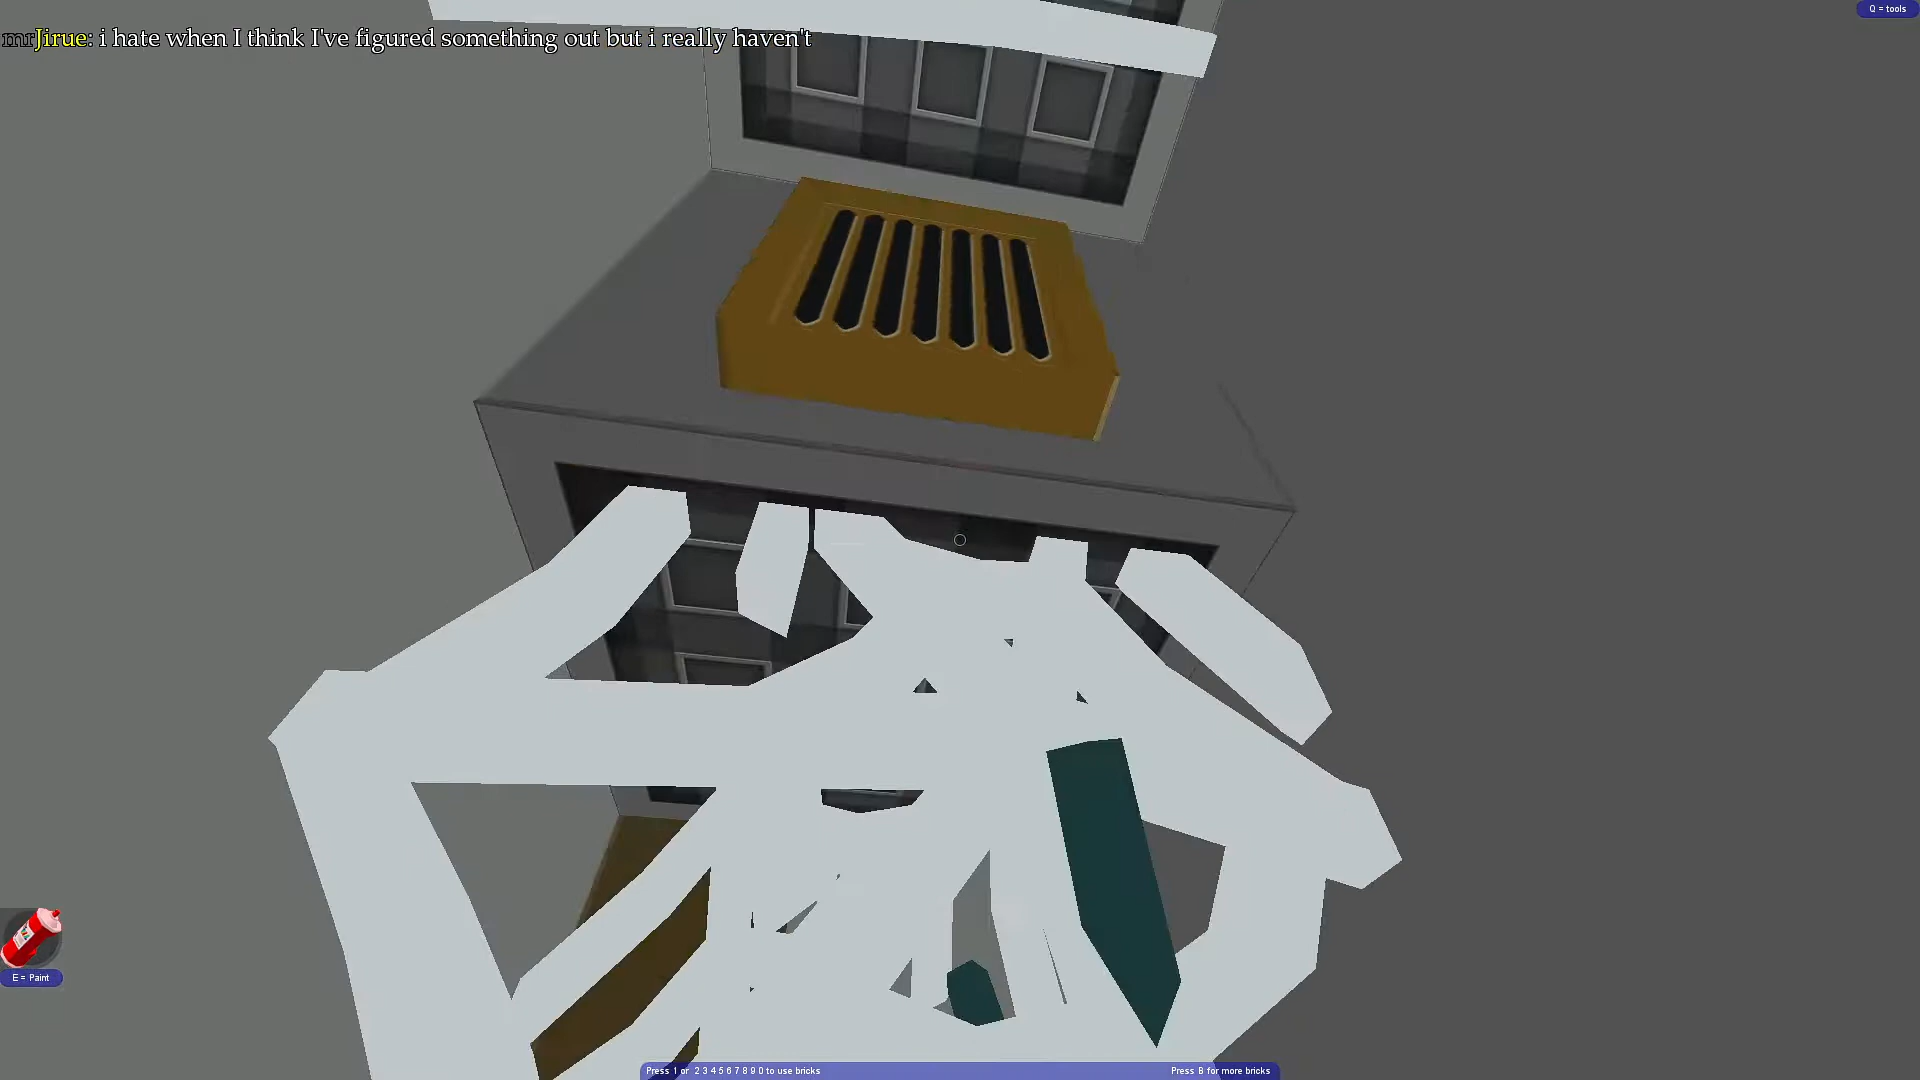 Q = tools
mrJirue: i hate when I think I've figured something out but i really haven't
E = Paint
Press 1 or 2 3 4 5 6 7 8 9 0 to use bricks
Press B for more bricks